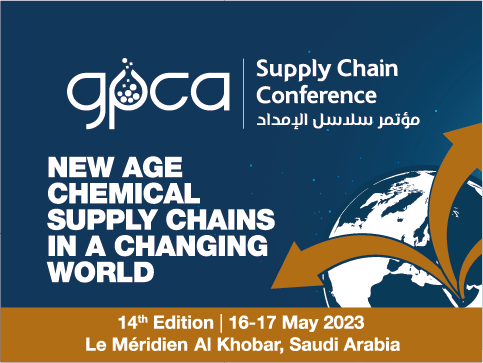 gpca
Supply Chain
Conference
مؤتمر سلاسل الإمداد
NEW AGE
CHEMICAL
SUPPLY CHAINS
IN A CHANGING
WORLD
14th Edition | 16-17 May 2023
Le Méridien Al Khobar, Saudi Arabia